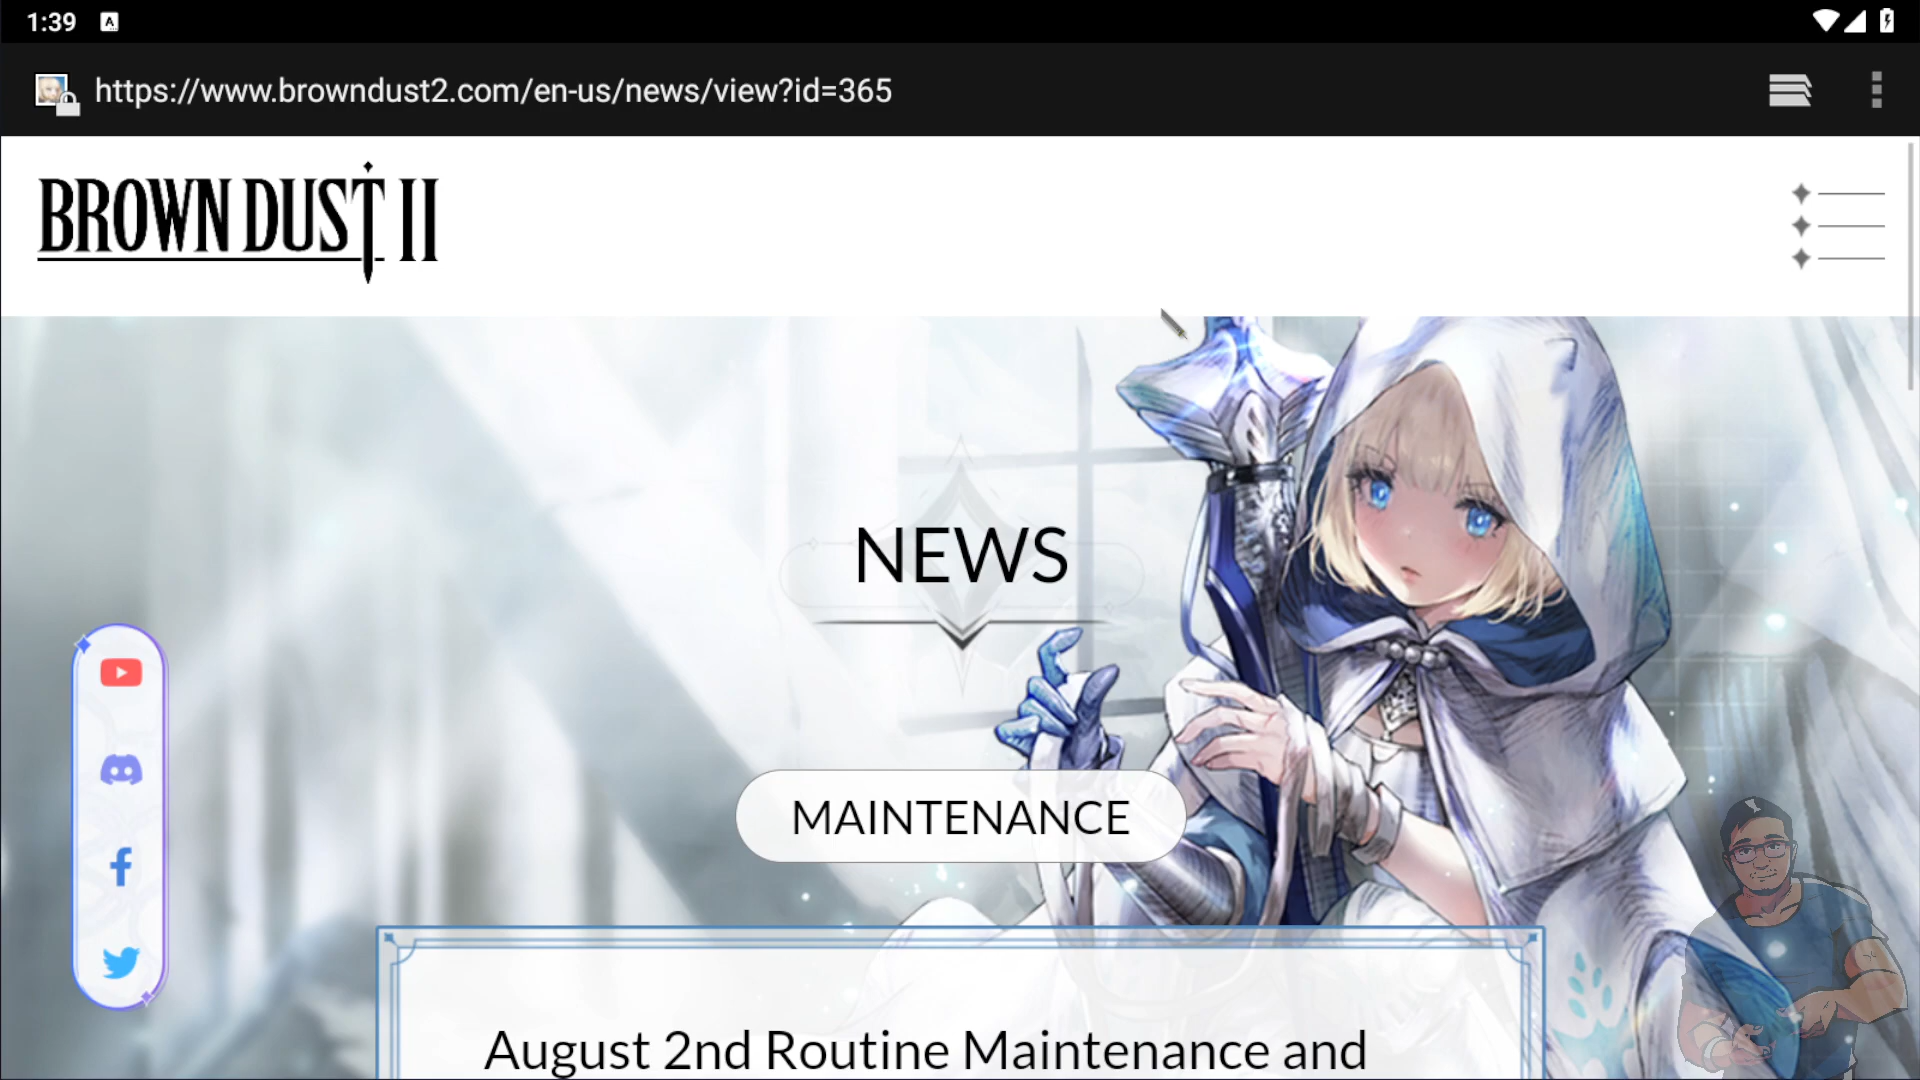 1:39
A
https://www.browndust2.com/en-us/news/view?id=365
BROWN DUST II
NEWS
MAINTENANCE
August 2nd Routine Maintenance and